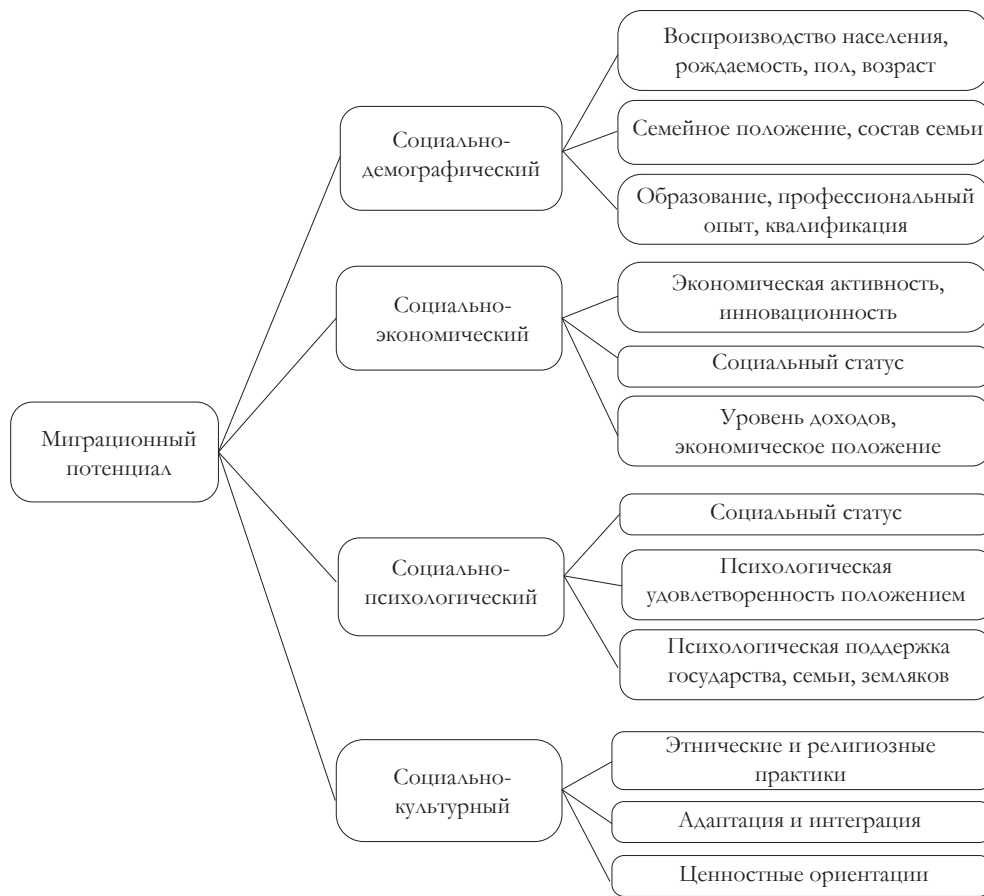 Миграционный
потенциал
Социально-
демографический
Воспроизводство населения,
рождаемость, пол, возраст
Семейное положение, состав семьи
Образование, профессиональный
опыт, квалификация
Социально-
экономический
Экономическая активность,
инновационность
Социальный статус
Уровень доходов,
экономическое положение
Социально-
психологический
Социальный статус
Психологическая
удовлетворенность положением
Психологическая поддержка
государства, семьи, земляков
Социально-
культурный
Этнические и религиозные
практики
Адаптация и интеграция
Ценностные ориентации